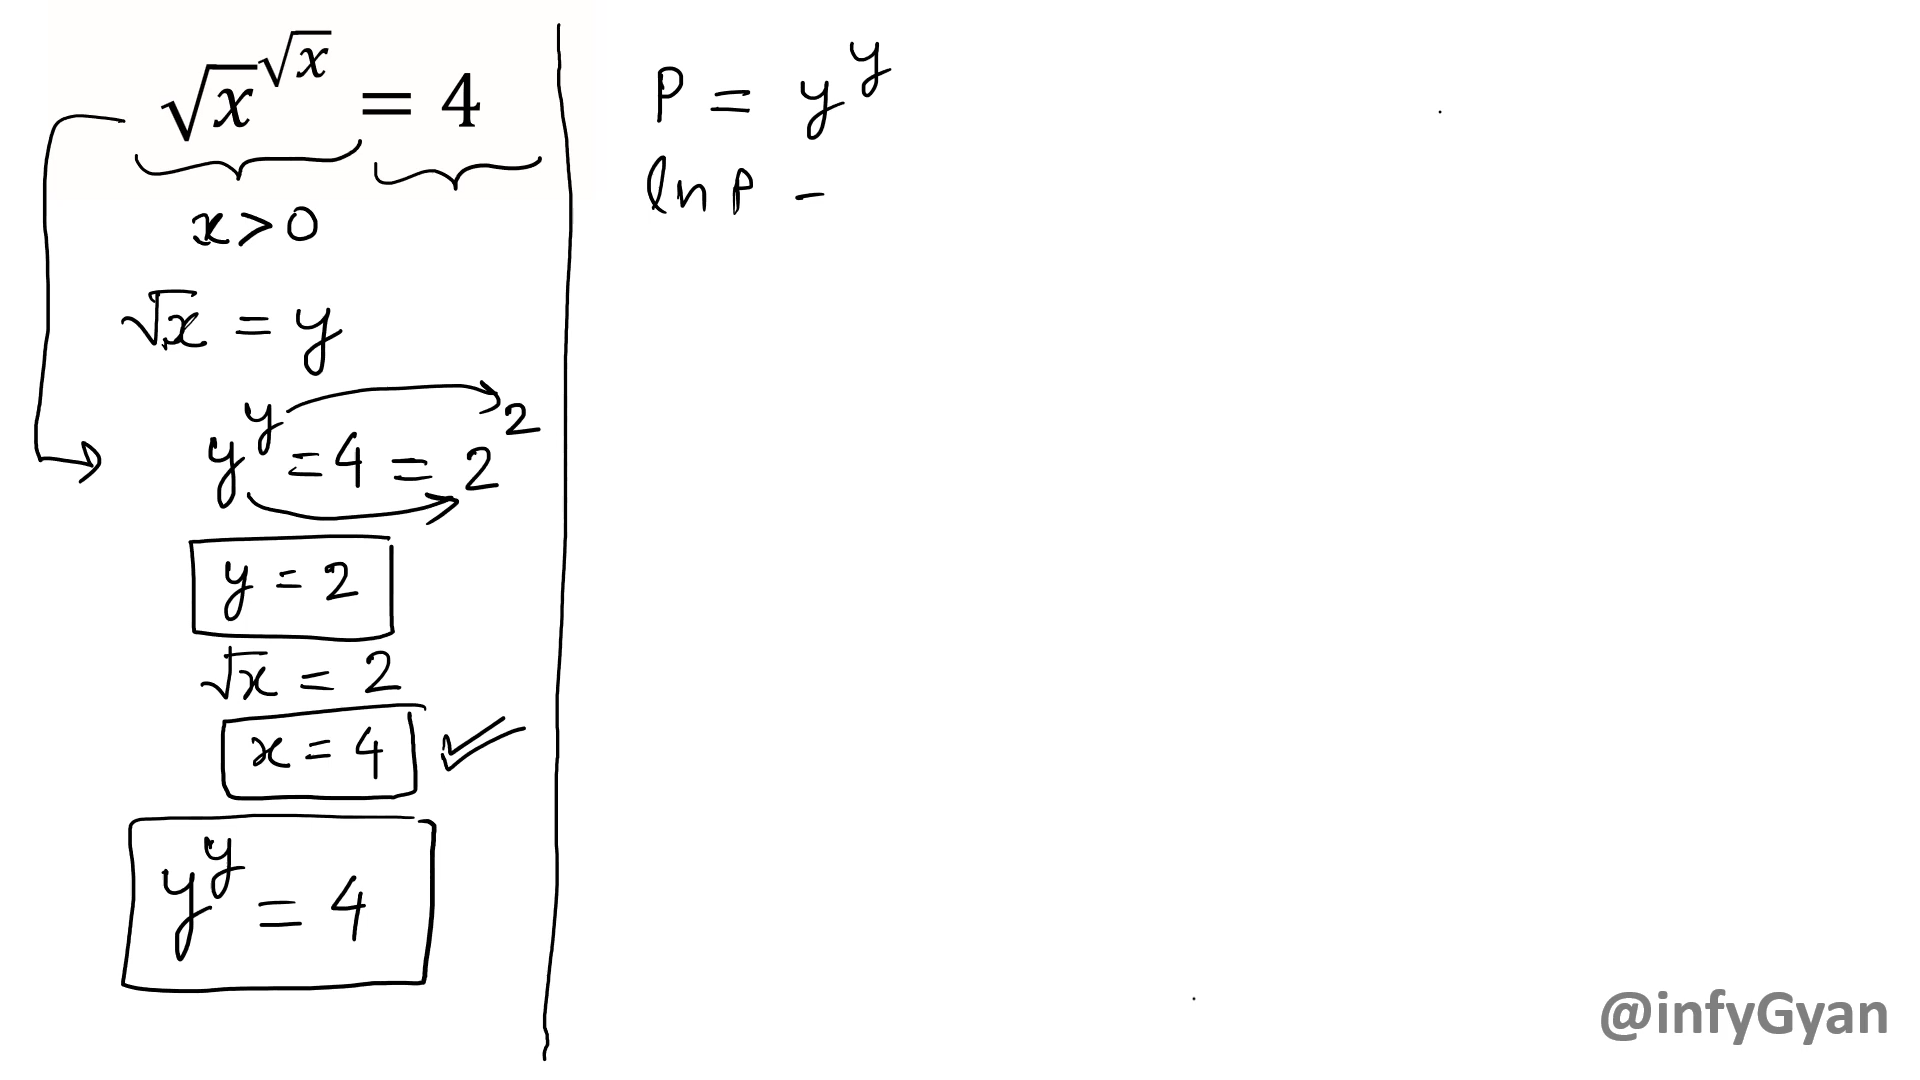 √x^√x = 4
x > 0
√x = y
y^y = 4 = 2^2
y = 2
√x = 2
x = 4
y^y = 4
P = y^y
ln P -
@infyGyan